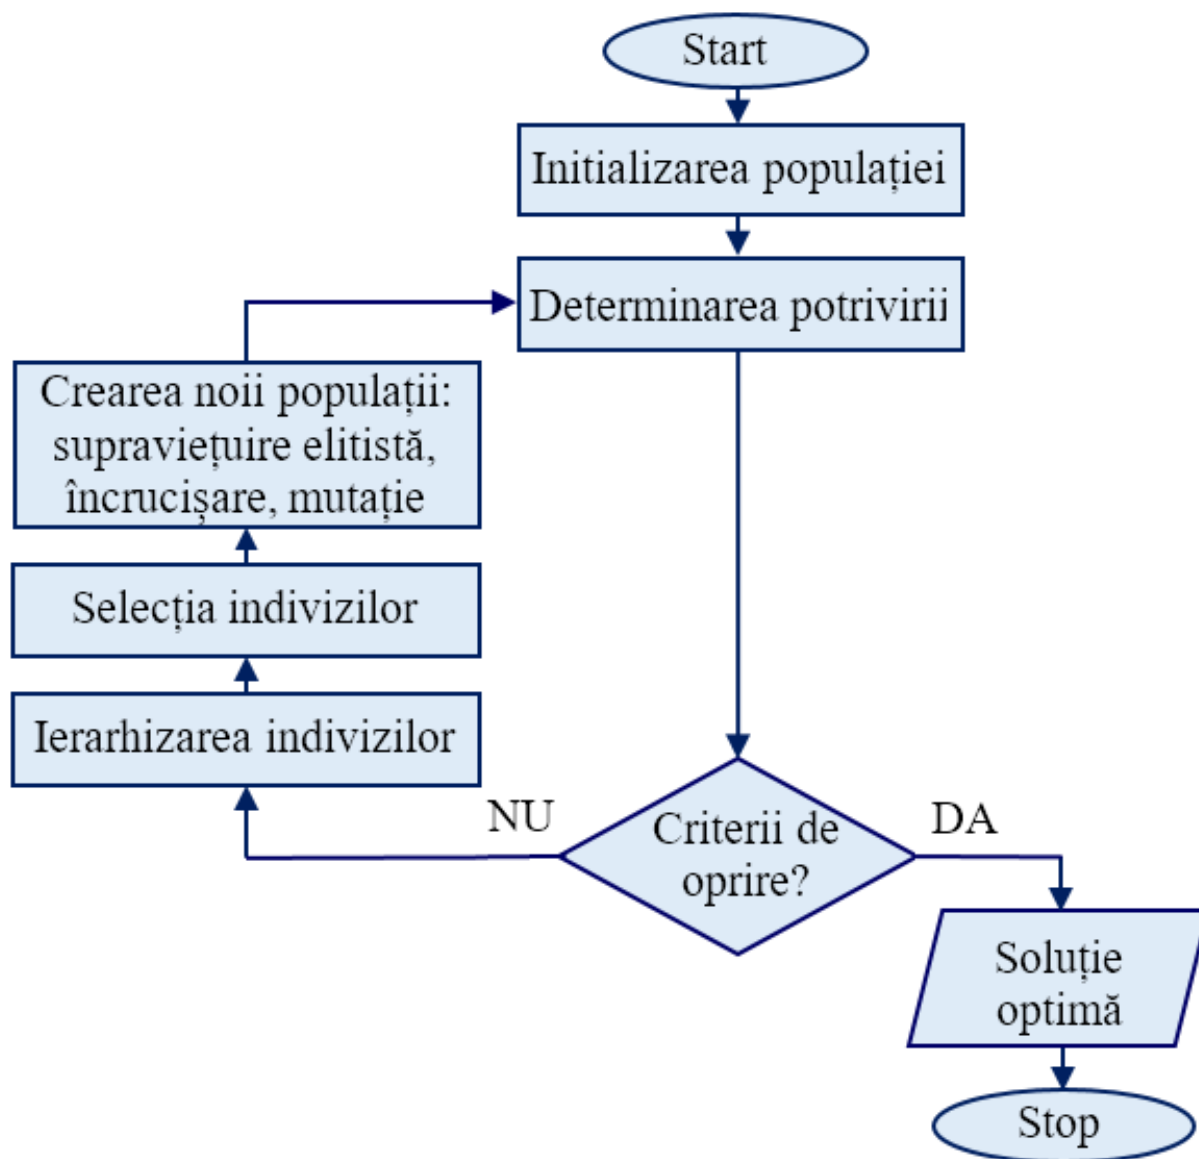 Start
Initializarea populației
Determinarea potrivirii
Crearea noii populații:
supraviețuire elitistă,
încrucișare, mutație
Selecția indivizilor
Ierarhizarea indivizilor
NU
Criterii de
oprire?
DA
Soluție
optimă
Stop